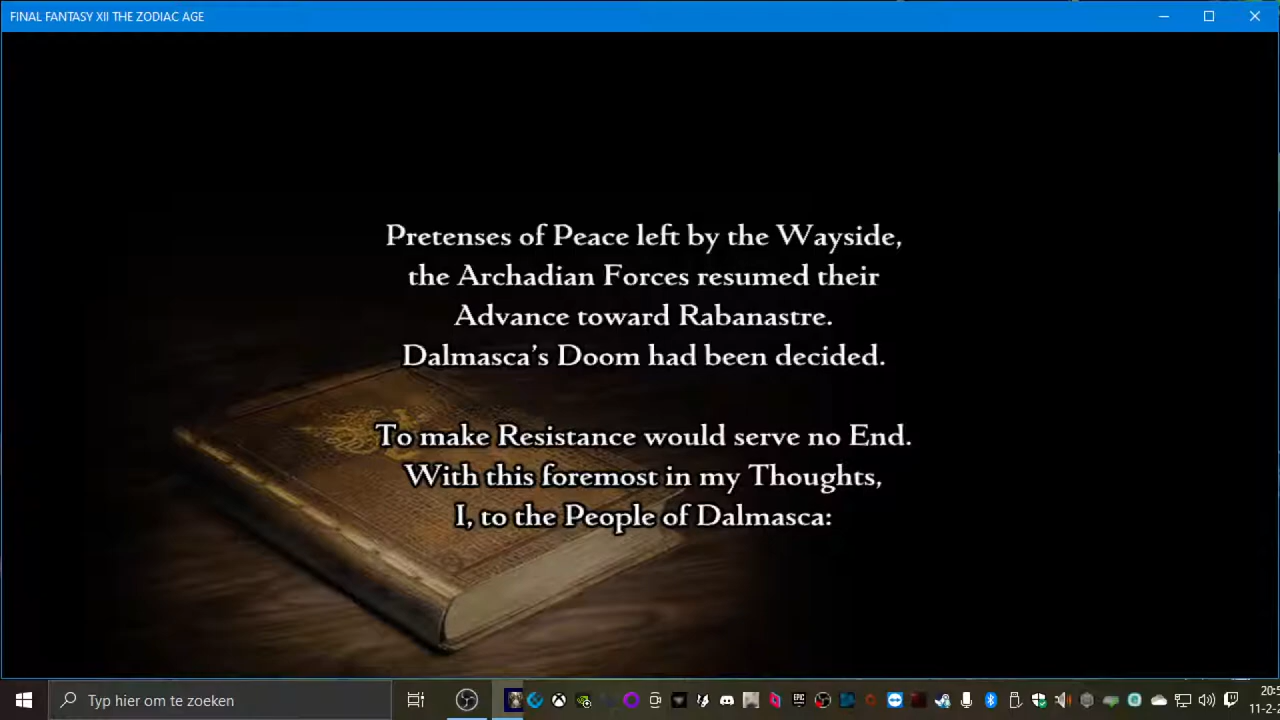 FINAL FANTASY XII THE ZODIAC AGE
Pretenses of Peace left by the Wayside,
the Archadian Forces resumed their
Advance toward Rabanastre.
Dalmasca's Doom had been decided.
To make Resistance would serve no End.
With this foremost in my Thoughts,
I, to the People of Dalmasca:
Typ hier om te zoeken